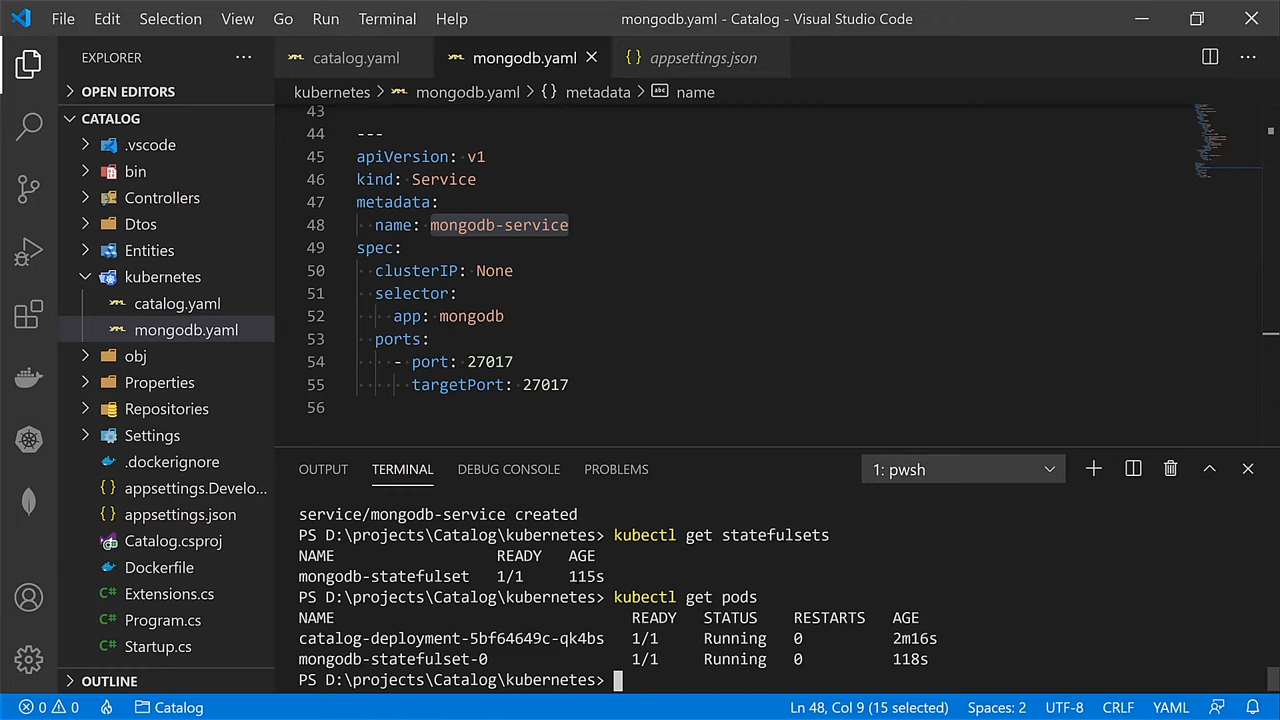 File Edit Selection View Go Run Terminal Help mongodb.yaml - Catalog - Visual Studio Code
EXPLORER
catalog.yaml mongodb.yaml {} appsettings.json
kubernetes > mongodb.yaml > {} metadata > abc name
OPEN EDITORS
CATALOG
.vscode
bin
Controllers
Dtos
Entities
kubernetes
catalog.yaml
mongodb.yaml
obj
Properties
Repositories
Settings
.dockerignore
{} appsettings.Develo...
{} appsettings.json
Catalog.csproj
Dockerfile
C# Extensions.cs
C# Program.cs
C# Startup.cs
OUTLINE
43
44 ---
45 apiVersion: v1
46 kind: Service
47 metadata:
48 name: mongodb-service
49 spec:
50 clusterIP: None
51 selector:
52 app: mongodb
53 ports:
54 - port: 27017
55 targetPort: 27017
56
OUTPUT TERMINAL DEBUG CONSOLE PROBLEMS 1: pwsh
service/mongodb-service created
PS D:\projects\Catalog\kubernetes> kubectl get statefulsets
NAME READY AGE
mongodb-statefulset 1/1 115s
PS D:\projects\Catalog\kubernetes> kubectl get pods
NAME READY STATUS RESTARTS AGE
catalog-deployment-5bf64649c-qk4bs 1/1 Running 0 2m16s
mongodb-statefulset-0 1/1 Running 0 118s
PS D:\projects\Catalog\kubernetes>
0 0 Catalog Ln 48, Col 9 (15 selected) Spaces: 2 UTF-8 CRLF YAML